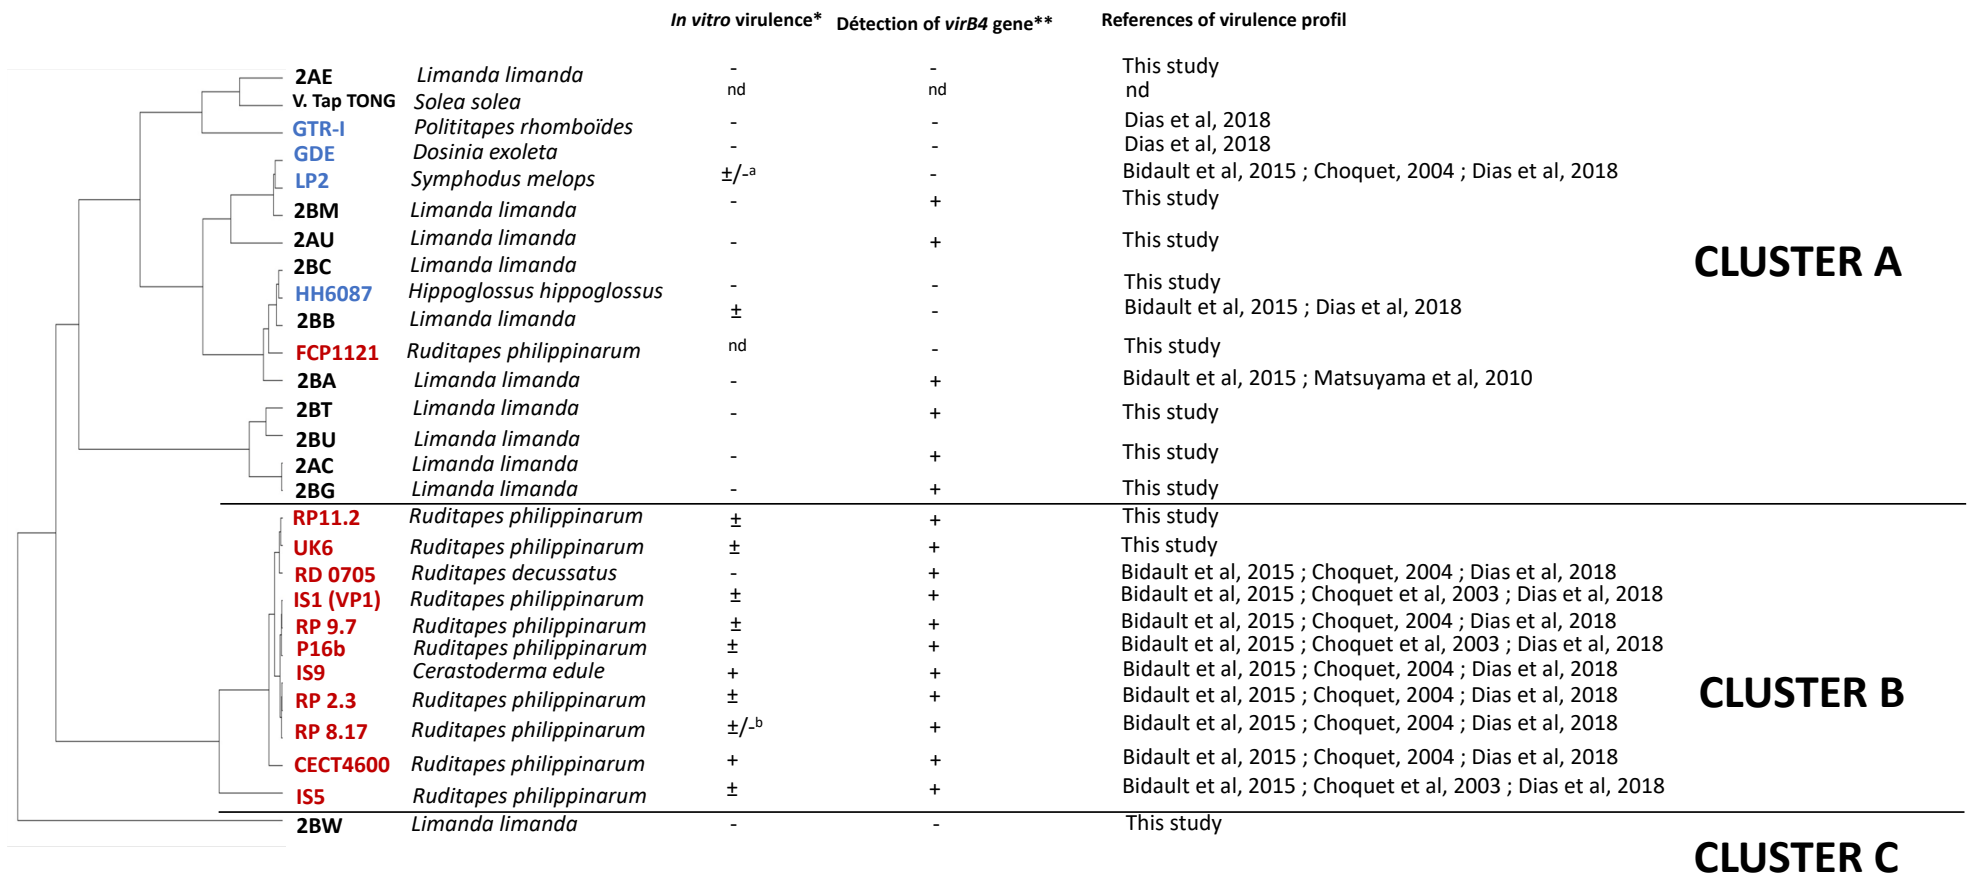 In vitro virulence* Détection of virB4 gene** References of virulence profil
2AE Limanda limanda - - This study
V. Tap TONG Solea solea nd nd nd
GTR-I Polititapes rhomboïdes - - Dias et al, 2018
GDE Dosinia exoleta - - Dias et al, 2018
LP2 Symphodus melops ±/-a - Bidault et al, 2015 ; Choquet, 2004 ; Dias et al, 2018
2BM Limanda limanda - + This study
2AU Limanda limanda - + This study
CLUSTER A
2BC Limanda limanda
HH6087 Hippoglossus hippoglossus - - This study
2BB Limanda limanda ± - Bidault et al, 2015 ; Dias et al, 2018
FCP1121 Ruditapes philippinarum nd - This study
2BA Limanda limanda - + Bidault et al, 2015 ; Matsuyama et al, 2010
2BT Limanda limanda - + This study
2BU Limanda limanda
2AC Limanda limanda - + This study
2BG Limanda limanda - + This study
RP11.2 Ruditapes philippinarum ± + This study
UK6 Ruditapes philippinarum ± + This study
RD 0705 Ruditapes decussatus - + Bidault et al, 2015 ; Choquet, 2004 ; Dias et al, 2018
IS1 (VP1) Ruditapes philippinarum ± + Bidault et al, 2015 ; Choquet et al, 2003 ; Dias et al, 2018
RP 9.7 Ruditapes philippinarum ± + Bidault et al, 2015 ; Choquet, 2004 ; Dias et al, 2018
P16b Ruditapes philippinarum ± + Bidault et al, 2015 ; Choquet et al, 2003 ; Dias et al, 2018
IS9 Cerastoderma edule + + Bidault et al, 2015 ; Choquet, 2004 ; Dias et al, 2018
RP 2.3 Ruditapes philippinarum ± + Bidault et al, 2015 ; Choquet, 2004 ; Dias et al, 2018
CLUSTER B
RP 8.17 Ruditapes philippinarum ±/-b + Bidault et al, 2015 ; Choquet, 2004 ; Dias et al, 2018
CECT4600 Ruditapes philippinarum + + Bidault et al, 2015 ; Choquet, 2004 ; Dias et al, 2018
IS5 Ruditapes philippinarum ± + Bidault et al, 2015 ; Choquet et al, 2003 ; Dias et al, 2018
2BW Limanda limanda - - This study
CLUSTER C